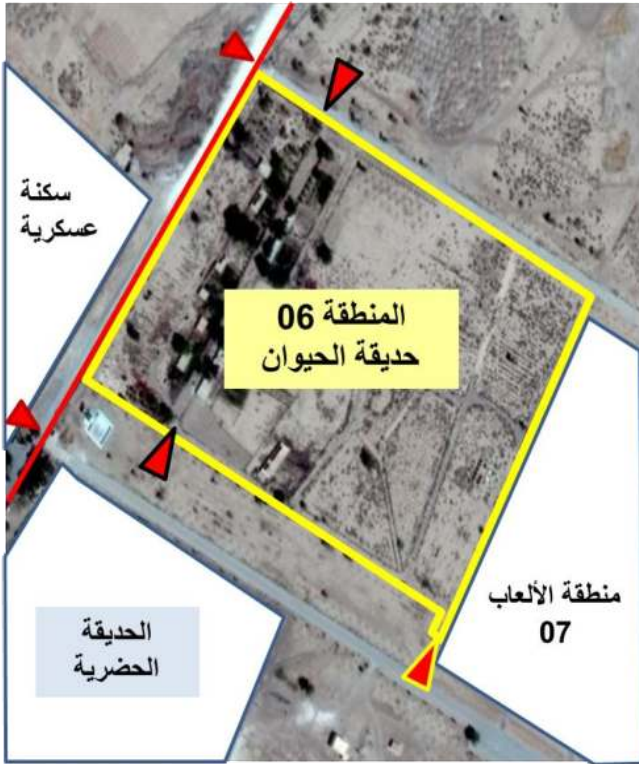 سكنة
عسكرية
المنطقة 06
حديقة الحيوان
منطقة الألعاب
07
الحديقة
الحضرية